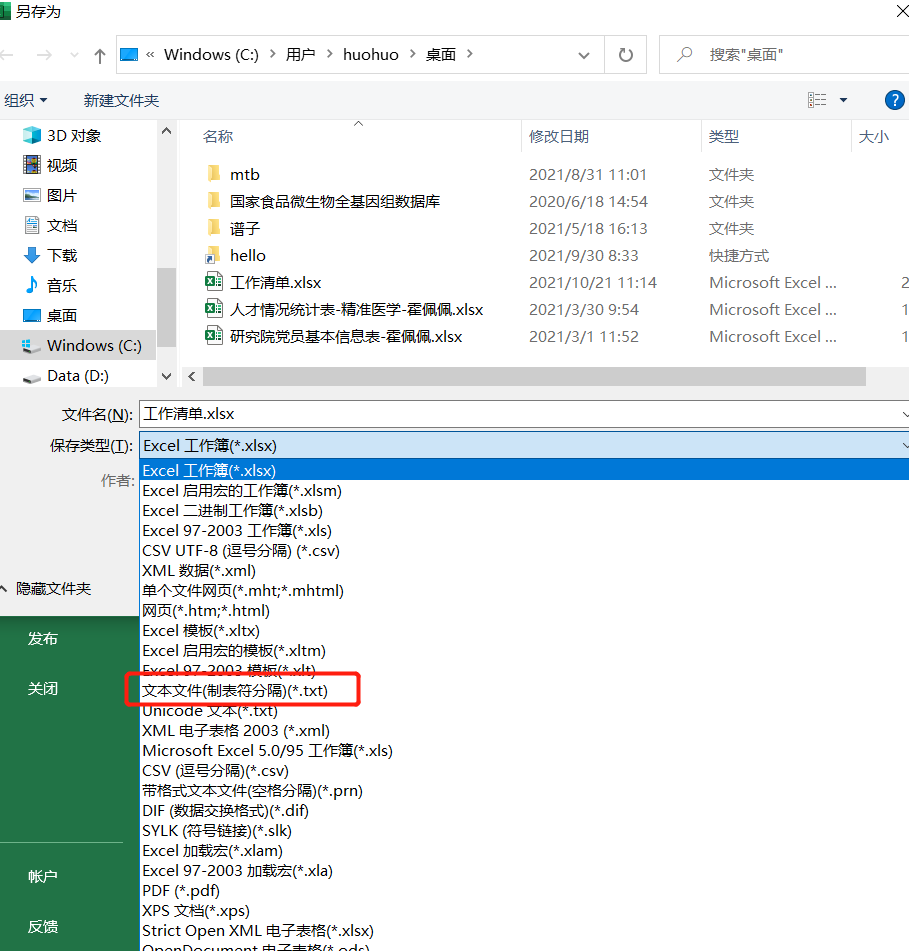 另存为
« Windows (C:) > 用户 > huohuo > 桌面 >
搜索"桌面"
组织 新建文件夹 ?
名称 修改日期 类型 大小
3D 对象
视频
图片
文档
下载
音乐
桌面
Windows (C:)
Data (D:)
mtb 2021/8/31 11:01 文件夹
国家食品微生物全基因组数据库 2020/6/18 14:54 文件夹
谱子 2021/5/18 16:13 文件夹
hello 2021/9/30 8:33 快捷方式
工作清单.xlsx 2021/10/21 11:14 Microsoft Excel ... 2
人才情况统计表-精准医学-霍佩佩.xlsx 2021/3/30 9:54 Microsoft Excel ... 1
研究院党员基本信息表-霍佩佩.xlsx 2021/3/1 11:52 Microsoft Excel ... 1
文件名(N): 工作清单.xlsx
保存类型(T): Excel 工作簿(*.xlsx)
作者:
Excel 工作簿(*.xlsx)
Excel 启用宏的工作簿(*.xlsm)
Excel 二进制工作簿(*.xlsb)
Excel 97-2003 工作簿(*.xls)
CSV UTF-8 (逗号分隔) (*.csv)
XML 数据(*.xml)
单个文件网页(*.mht;*.mhtml)
网页(*.htm;*.html)
Excel 模板(*.xltx)
Excel 启用宏的模板(*.xltm)
Excel 97-2003 模板(*.xlt)
文本文件(制表符分隔)(*.txt)
Unicode 文本(*.txt)
XML 电子表格 2003 (*.xml)
Microsoft Excel 5.0/95 工作簿(*.xls)
CSV (逗号分隔)(*.csv)
带格式文本文件(空格分隔)(*.prn)
DIF (数据交换格式)(*.dif)
SYLK (符号链接)(*.slk)
Excel 加载宏(*.xlam)
Excel 97-2003 加载宏(*.xla)
PDF (*.pdf)
XPS 文档(*.xps)
Strict Open XML 电子表格(*.xlsx)
OpenDocument 电子表格(*.ods)
隐藏文件夹
发布
关闭
帐户
反馈